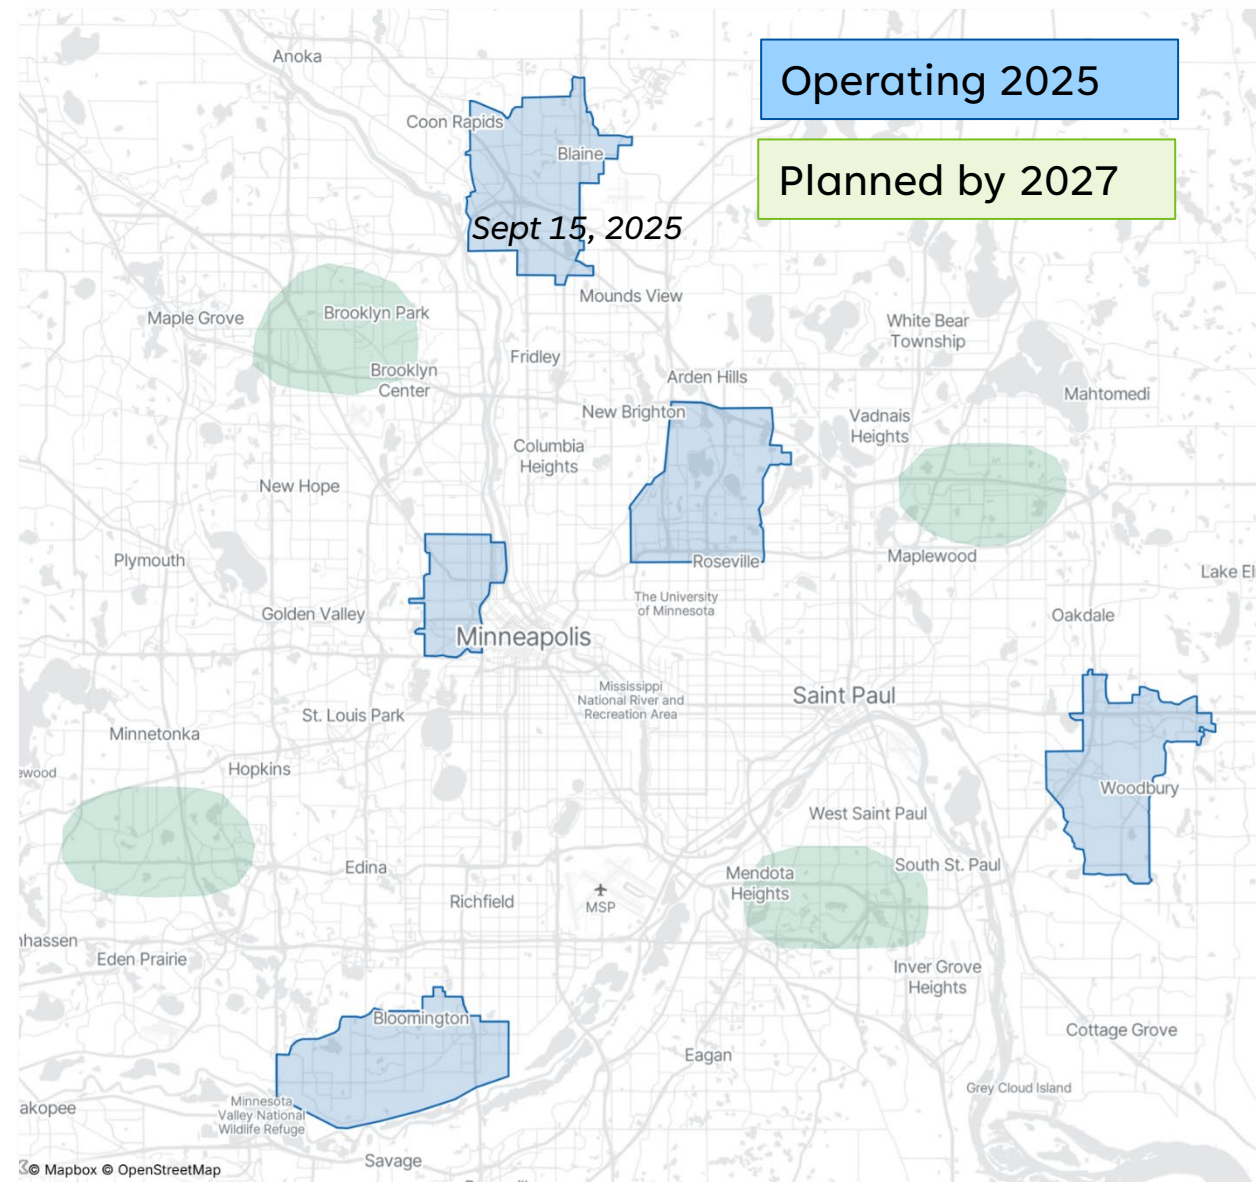 Anoka
Operating 2025
Coon Rapids
Blaine
Planned by 2027
Sept 15, 2025
Mounds View
Maple Grove
Brooklyn Park
White Bear
Township
Fridley
Brooklyn
Center
Arden Hills
Mahtomedi
New Brighton
Vadnais
Heights
Columbia
Heights
New Hope
Plymouth
Roseville
Maplewood
Lake El
The University
of Minnesota
Golden Valley
Oakdale
Minneapolis
Mississippi
National River and
Recreation Area
Saint Paul
St. Louis Park
Minnetonka
Hopkins
ewood
Woodbury
West Saint Paul
Edina
Mendota
Heights
South St. Paul
Richfield
MSP
nhassen
Eden Prairie
Inver Grove
Heights
Bloomington
Cottage Grove
Eagan
Grey Cloud Island
Minnesota
Valley National
Wildlife Refuge
akopee
Savage
© Mapbox © OpenStreetMap